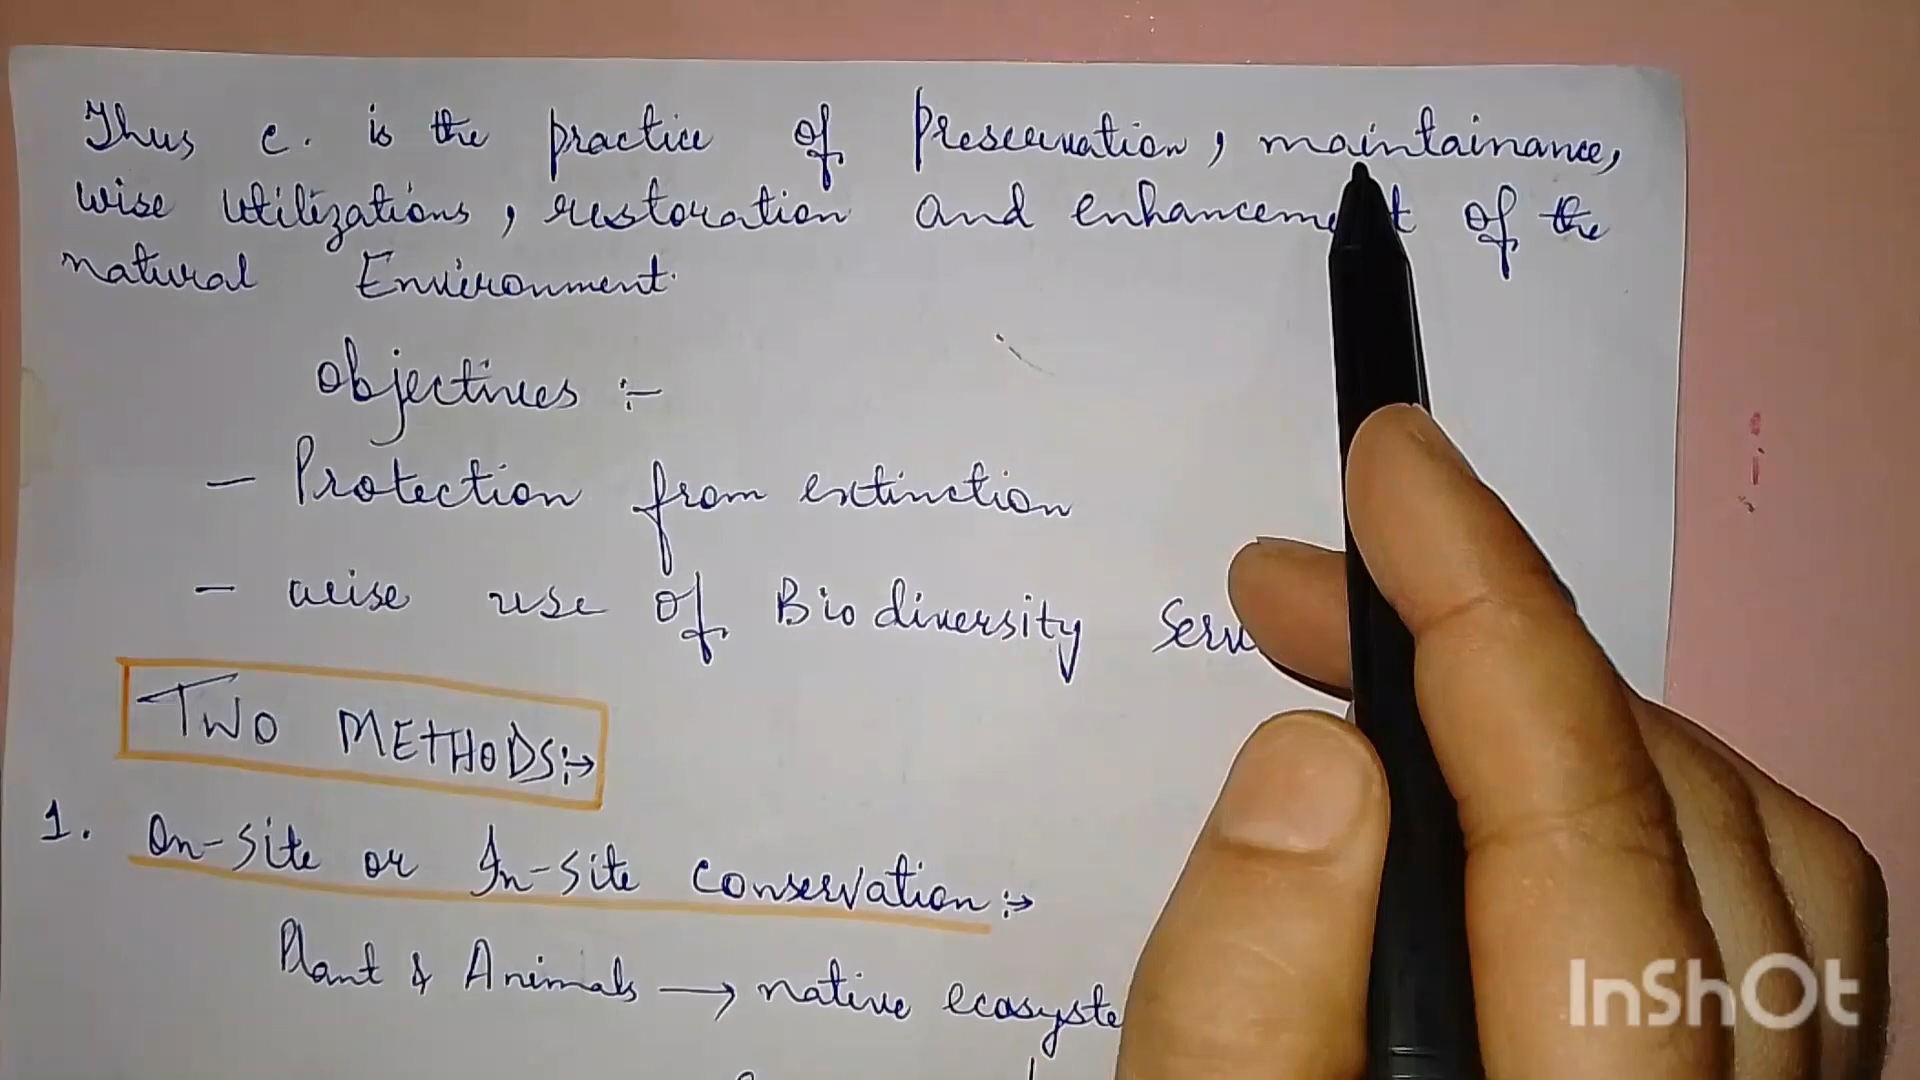 Thus c. is the practice of Preservation, maintainance,
wise utilizations, restoration and enhancement of the
natural Environment.
Objectives :-
- Protection from extinction
- wise use of Biodiversity
TWO METHODS:→
1. On-site or In-site conservation :→
Plant & Animals → native
InShOt